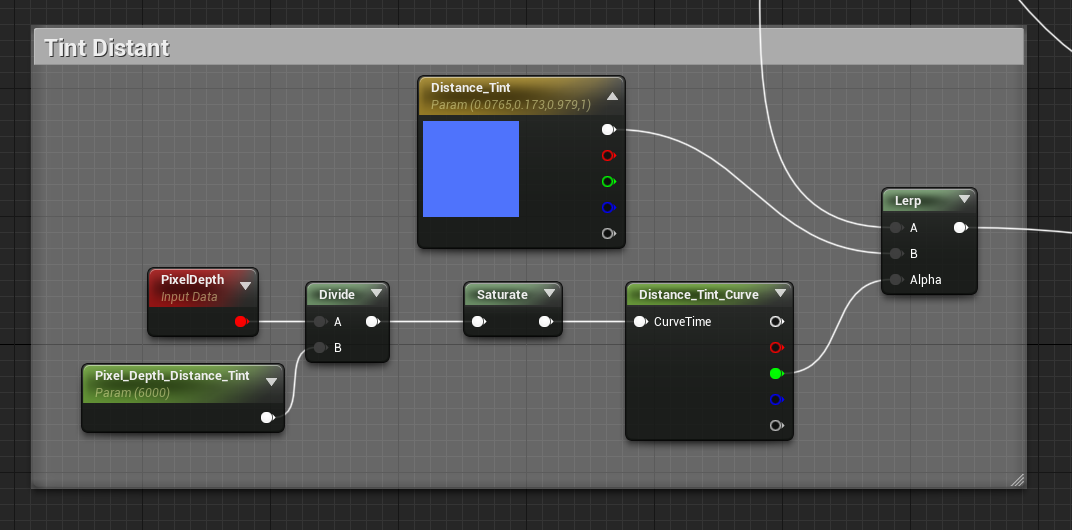 Tint Distant
Distance_Tint
Param (0.0765,0.173,0.979,1)
Lerp
A
B
Alpha
PixelDepth
Input Data
Divide
A
B
Saturate
Distance_Tint_Curve
CurveTime
Pixel_Depth_Distance_Tint
Param (6000)